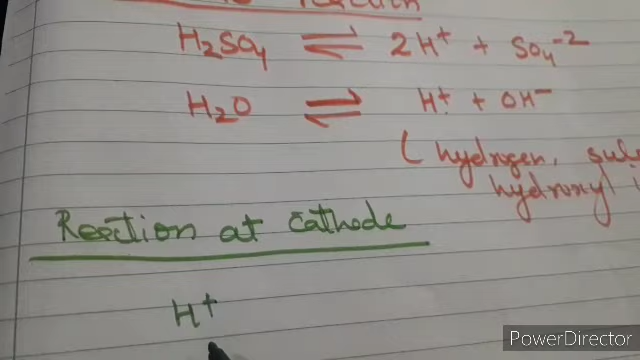 H₂SO₄ ⇌ 2H⁺ + SO₄⁻²
H₂O ⇌ H⁺ + OH⁻
(hydrogen,
hydroxyl
Reaction at cathode
H⁺
PowerDirector